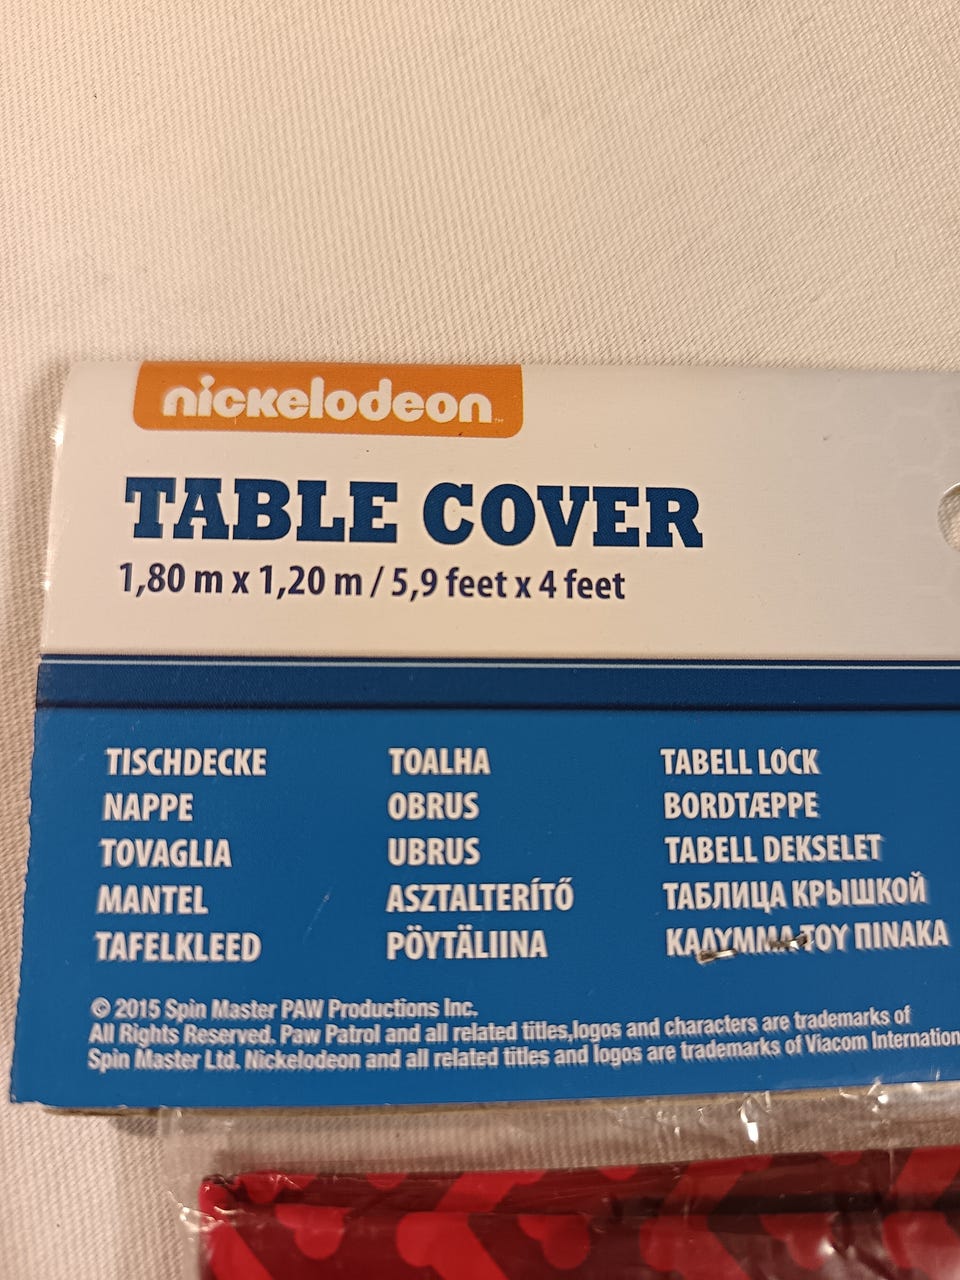 nickelodeon™
TABLE COVER
1,80 m x 1,20 m / 5,9 feet x 4 feet
TISCHDECKE
NAPPE
TOVAGLIA
MANTEL
TAFELKLEED
TOALHA
OBRUS
UBRUS
ASZTALTERÍTŐ
PÖYTÄLIINA
TABELL LOCK
BORDTÆPPE
TABELL DEKSELET
ТАБЛИЦА КРЫШКОЙ
ΚΑΛΥΜΜΑ ΤΟΥ ΠΙΝΑΚΑ
© 2015 Spin Master PAW Productions Inc.
All Rights Reserved. Paw Patrol and all related titles,logos and characters are trademarks of
Spin Master Ltd. Nickelodeon and all related titles and logos are trademarks of Viacom Internation